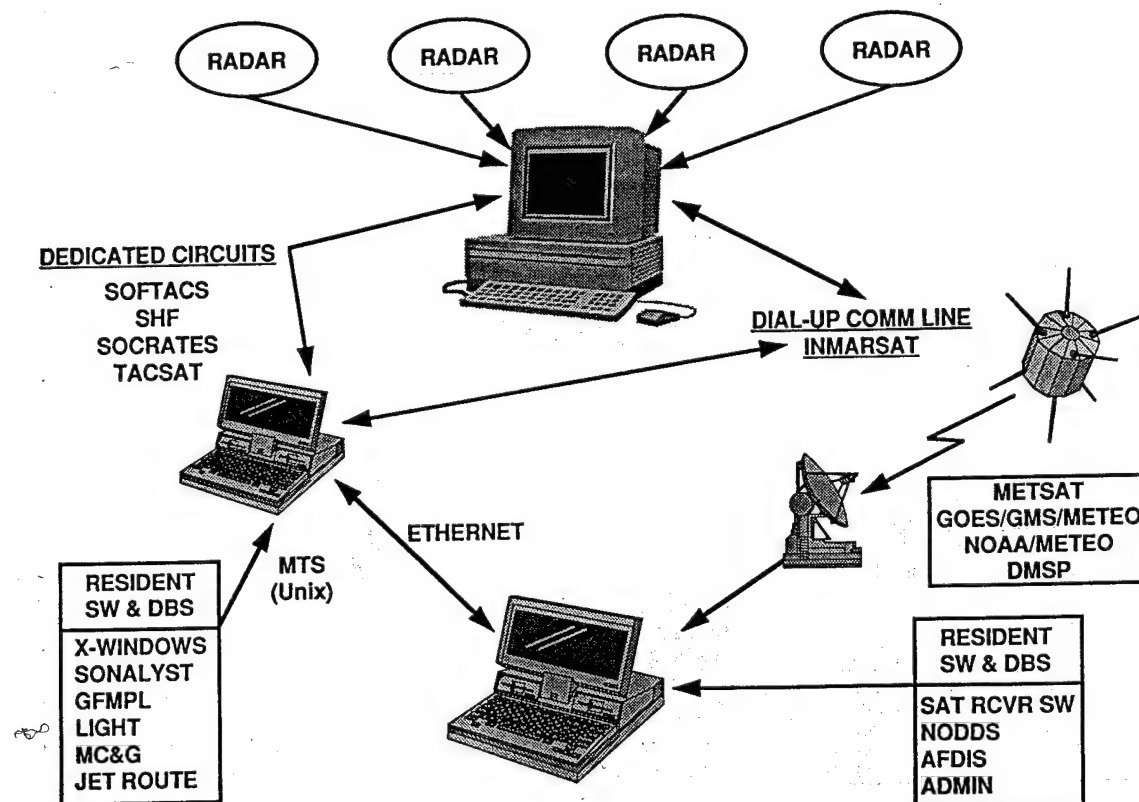 RADAR
RADAR
RADAR
RADAR
DEDICATED CIRCUITS
SOFTACS
SHF
SOCRATES
TACSAT
DIAL-UP COMM LINE
INMARSAT
METSAT
GOES/GMS/METEO
NOAA/METEO
DMSP
ETHERNET
MTS
(Unix)
RESIDENT
SW & DBS
X-WINDOWS
SONALYST
GFMPL
LIGHT
MC&G
JET ROUTE
RESIDENT
SW & DBS
SAT RCVR SW
NODDS
AFDIS
ADMIN